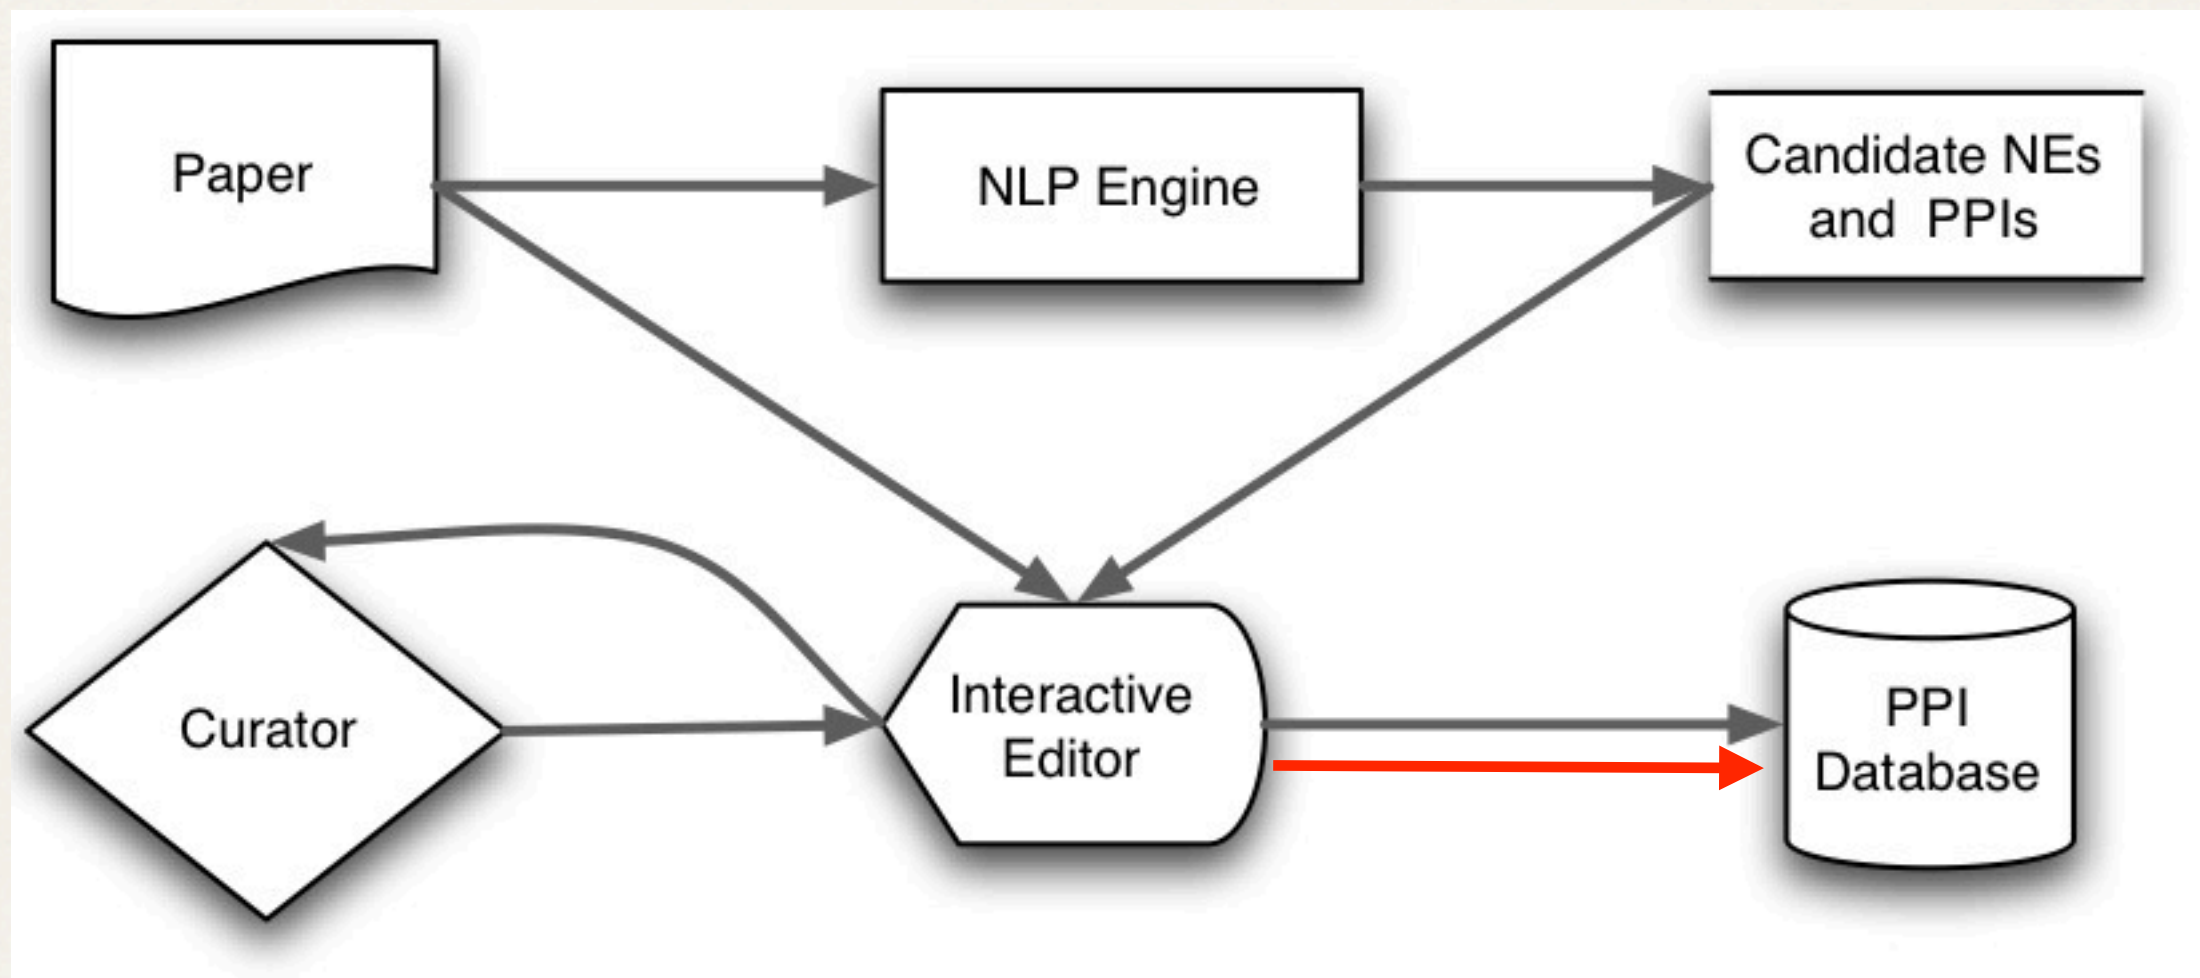 Paper
NLP Engine
Candidate NEs
and PPIs
Curator
Interactive
Editor
PPI
Database